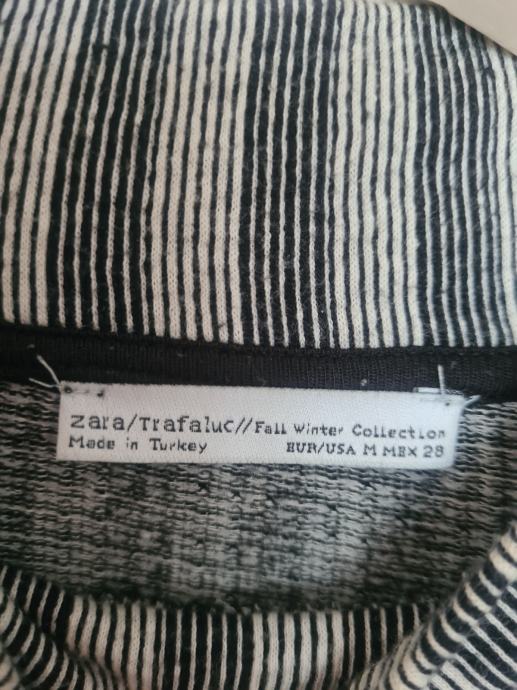 zara/Trafaluc//Fall Winter Collection
Made in Turkey EUR/USA M MEX 28